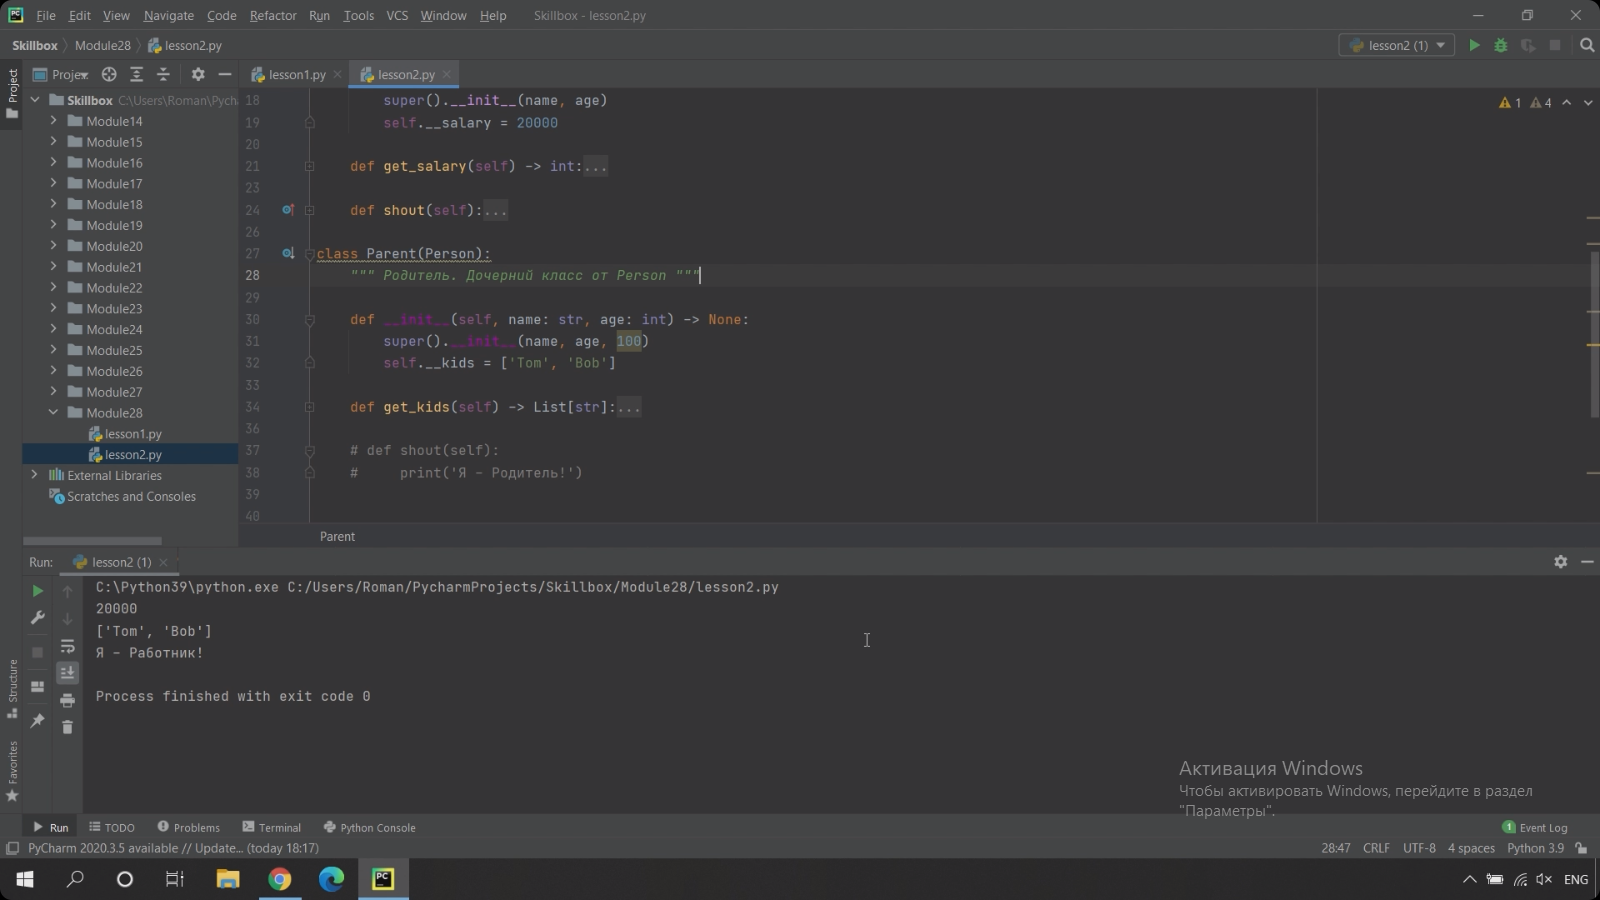 File Edit View Navigate Code Refactor Run Tools VCS Window Help Skillbox - lesson2.py
Skillbox Module28 lesson2.py lesson2 (1)
Project
Projec lesson1.py lesson2.py
Skillbox C:\Users\Roman\Pych
Module14
Module15
Module16
Module17
Module18
Module19
Module20
Module21
Module22
Module23
Module24
Module25
Module26
Module27
Module28
lesson1.py
lesson2.py
External Libraries
Scratches and Consoles
1 4
18 super().__init__(name, age)
19 self.__salary = 20000
20
21 def get_salary(self) -> int:...
23
24 def shout(self):...
26
27 class Parent(Person):
28 """ Родитель. Дочерний класс от Person """
29
30 def __init__(self, name: str, age: int) -> None:
31 super().__init__(name, age, 100)
32 self.__kids = ['Tom', 'Bob']
33
34 def get_kids(self) -> List[str]:...
36
37 # def shout(self):
38 # print('Я - Родитель!')
39
40
Parent
Run: lesson2 (1)
C:\Python39\python.exe C:/Users/Roman/PycharmProjects/Skillbox/Module28/lesson2.py
20000
['Tom', 'Bob']
Я - Работник!
Process finished with exit code 0
Structure
Favorites
Активация Windows
Чтобы активировать Windows, перейдите в раздел
"Параметры".
Run TODO Problems Terminal Python Console 1 Event Log
PyCharm 2020.3.5 available // Update... (today 18:17) 28:47 CRLF UTF-8 4 spaces Python 3.9
PC ENG